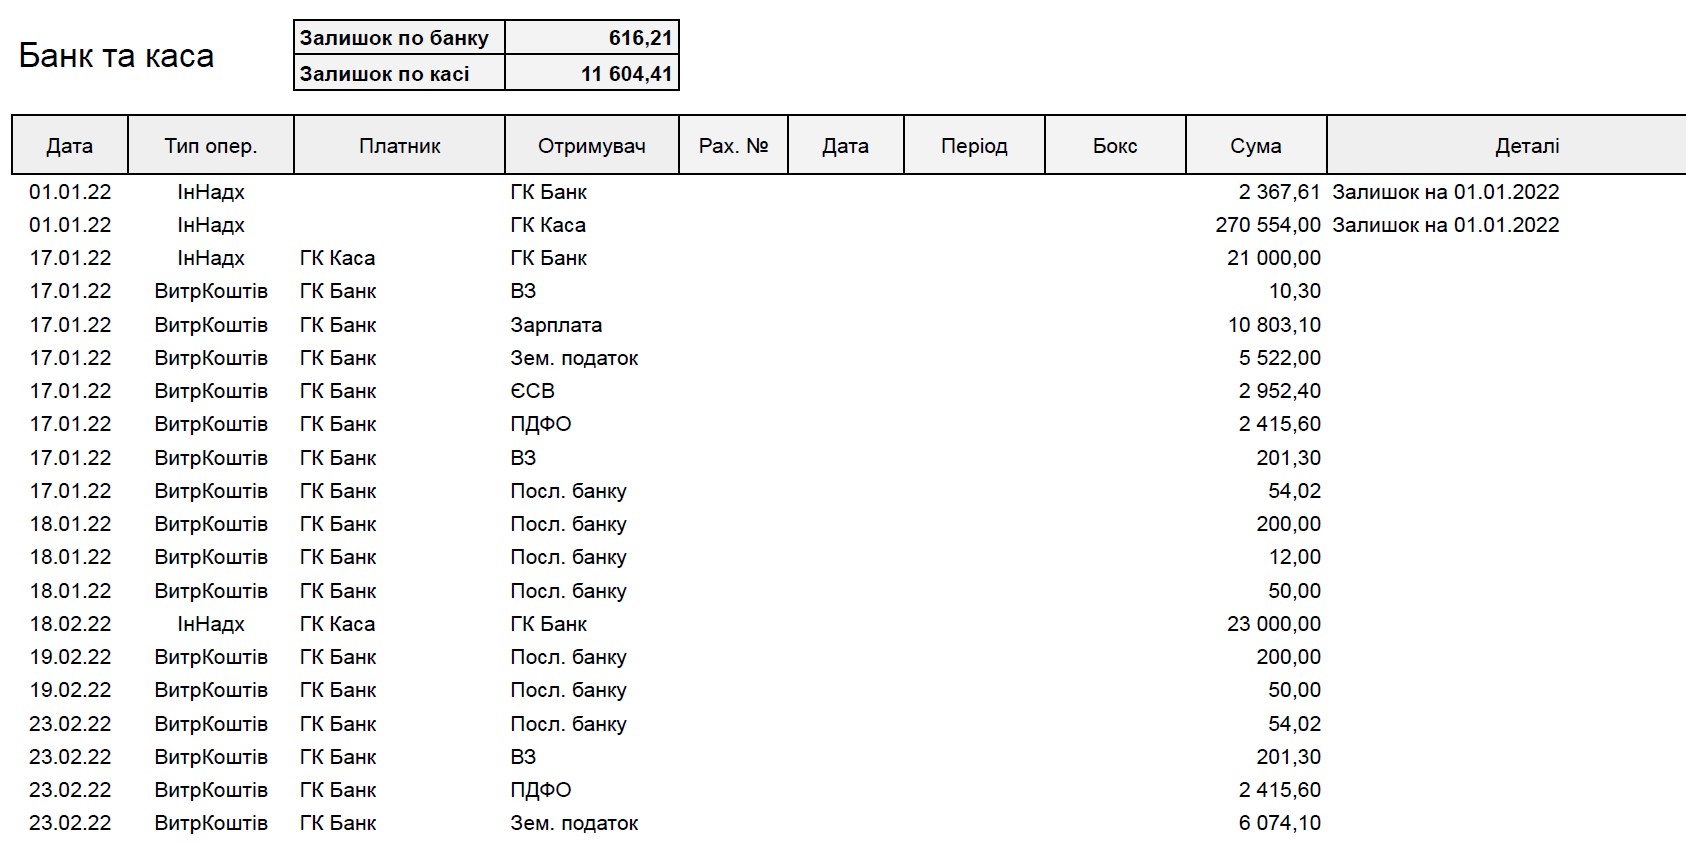 Банк та каса
Залишок по банку 616,21
Залишок по касі 11 604,41
Дата Тип опер. Платник Отримувач Рах. № Дата Період Бокс Сума Деталі
01.01.22 ІнНадх ГК Банк 2 367,61 Залишок на 01.01.2022
01.01.22 ІнНадх ГК Каса 270 554,00 Залишок на 01.01.2022
17.01.22 ІнНадх ГК Каса ГК Банк 21 000,00
17.01.22 ВитрКоштів ГК Банк ВЗ 10,30
17.01.22 ВитрКоштів ГК Банк Зарплата 10 803,10
17.01.22 ВитрКоштів ГК Банк Зем. податок 5 522,00
17.01.22 ВитрКоштів ГК Банк ЄСВ 2 952,40
17.01.22 ВитрКоштів ГК Банк ПДФО 2 415,60
17.01.22 ВитрКоштів ГК Банк ВЗ 201,30
17.01.22 ВитрКоштів ГК Банк Посл. банку 54,02
18.01.22 ВитрКоштів ГК Банк Посл. банку 200,00
18.01.22 ВитрКоштів ГК Банк Посл. банку 12,00
18.01.22 ВитрКоштів ГК Банк Посл. банку 50,00
18.02.22 ІнНадх ГК Каса ГК Банк 23 000,00
19.02.22 ВитрКоштів ГК Банк Посл. банку 200,00
19.02.22 ВитрКоштів ГК Банк Посл. банку 50,00
23.02.22 ВитрКоштів ГК Банк Посл. банку 54,02
23.02.22 ВитрКоштів ГК Банк ВЗ 201,30
23.02.22 ВитрКоштів ГК Банк ПДФО 2 415,60
23.02.22 ВитрКоштів ГК Банк Зем. податок 6 074,10